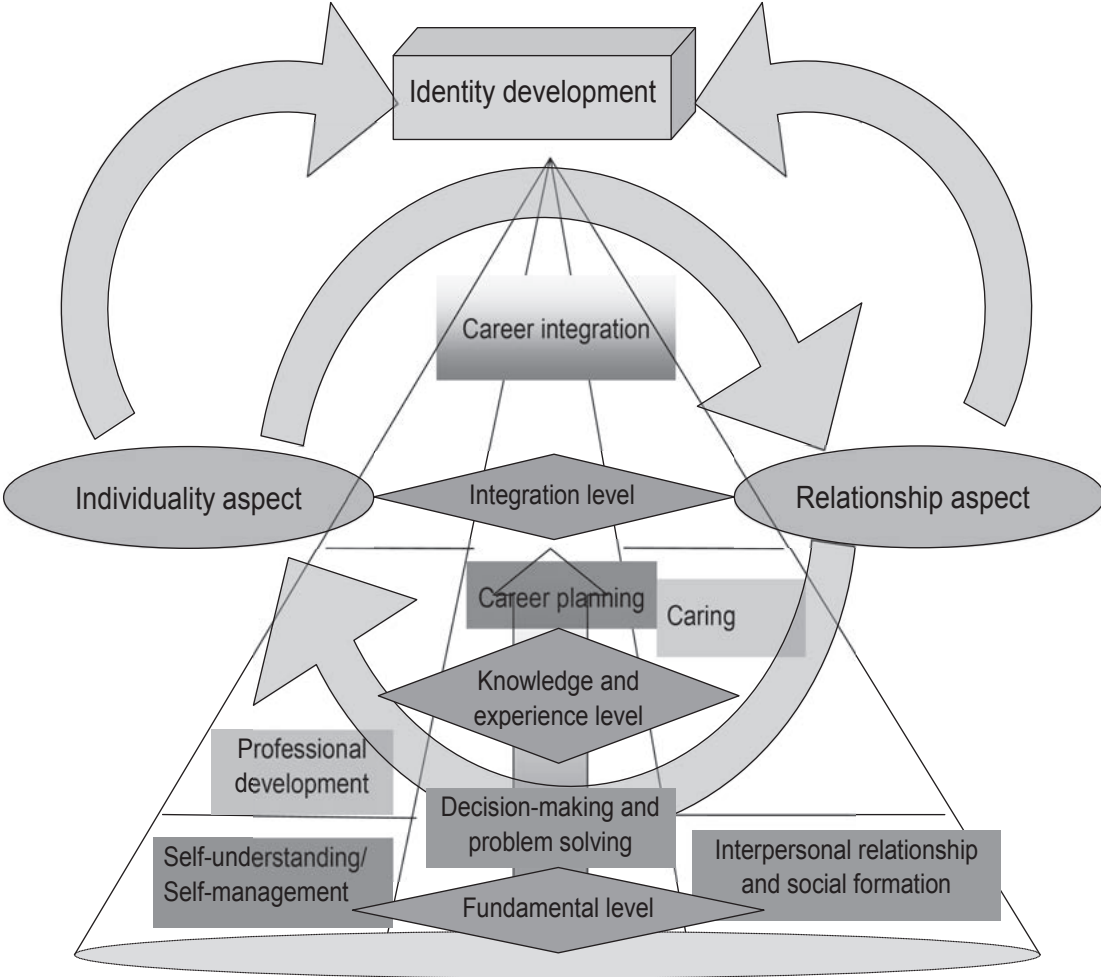 Identity development
Career integration
Individuality aspect
Integration level
Relationship aspect
Career planning
Caring
Knowledge and
experience level
Professional
development
Decision-making and
problem solving
Self-understanding/
Self-management
Interpersonal relationship
and social formation
Fundamental level